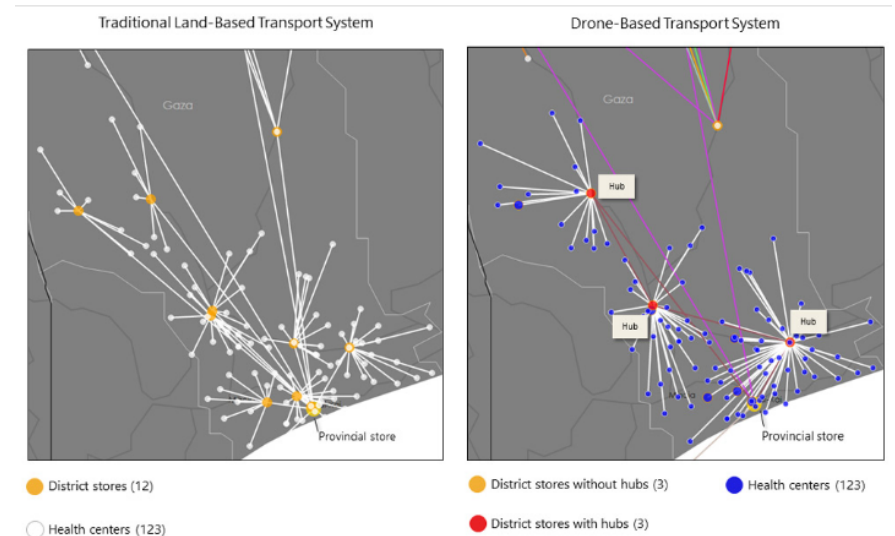 Traditional Land-Based Transport System
Drone-Based Transport System
Gaza
Gaza
Hub
Hub
Hub
Provincial store
Provincial store
District stores (12)
Health centers (123)
District stores without hubs (3)
Health centers (123)
District stores with hubs (3)